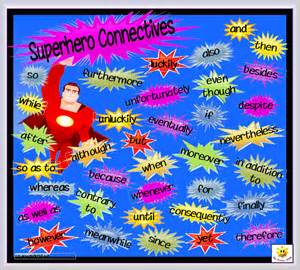 Superhero Connectives
and
also
then
so
furthermore
luckily
besides
even
though
while
unfortunately
if
despite
unluckily
eventually
after
but
nevertheless
although
when
moreover
so as to
in addition
to
because
whereas
whenever
for
contrary
to
finally
as well as
until
consequently
however
meanwhile
since
yet
therefore